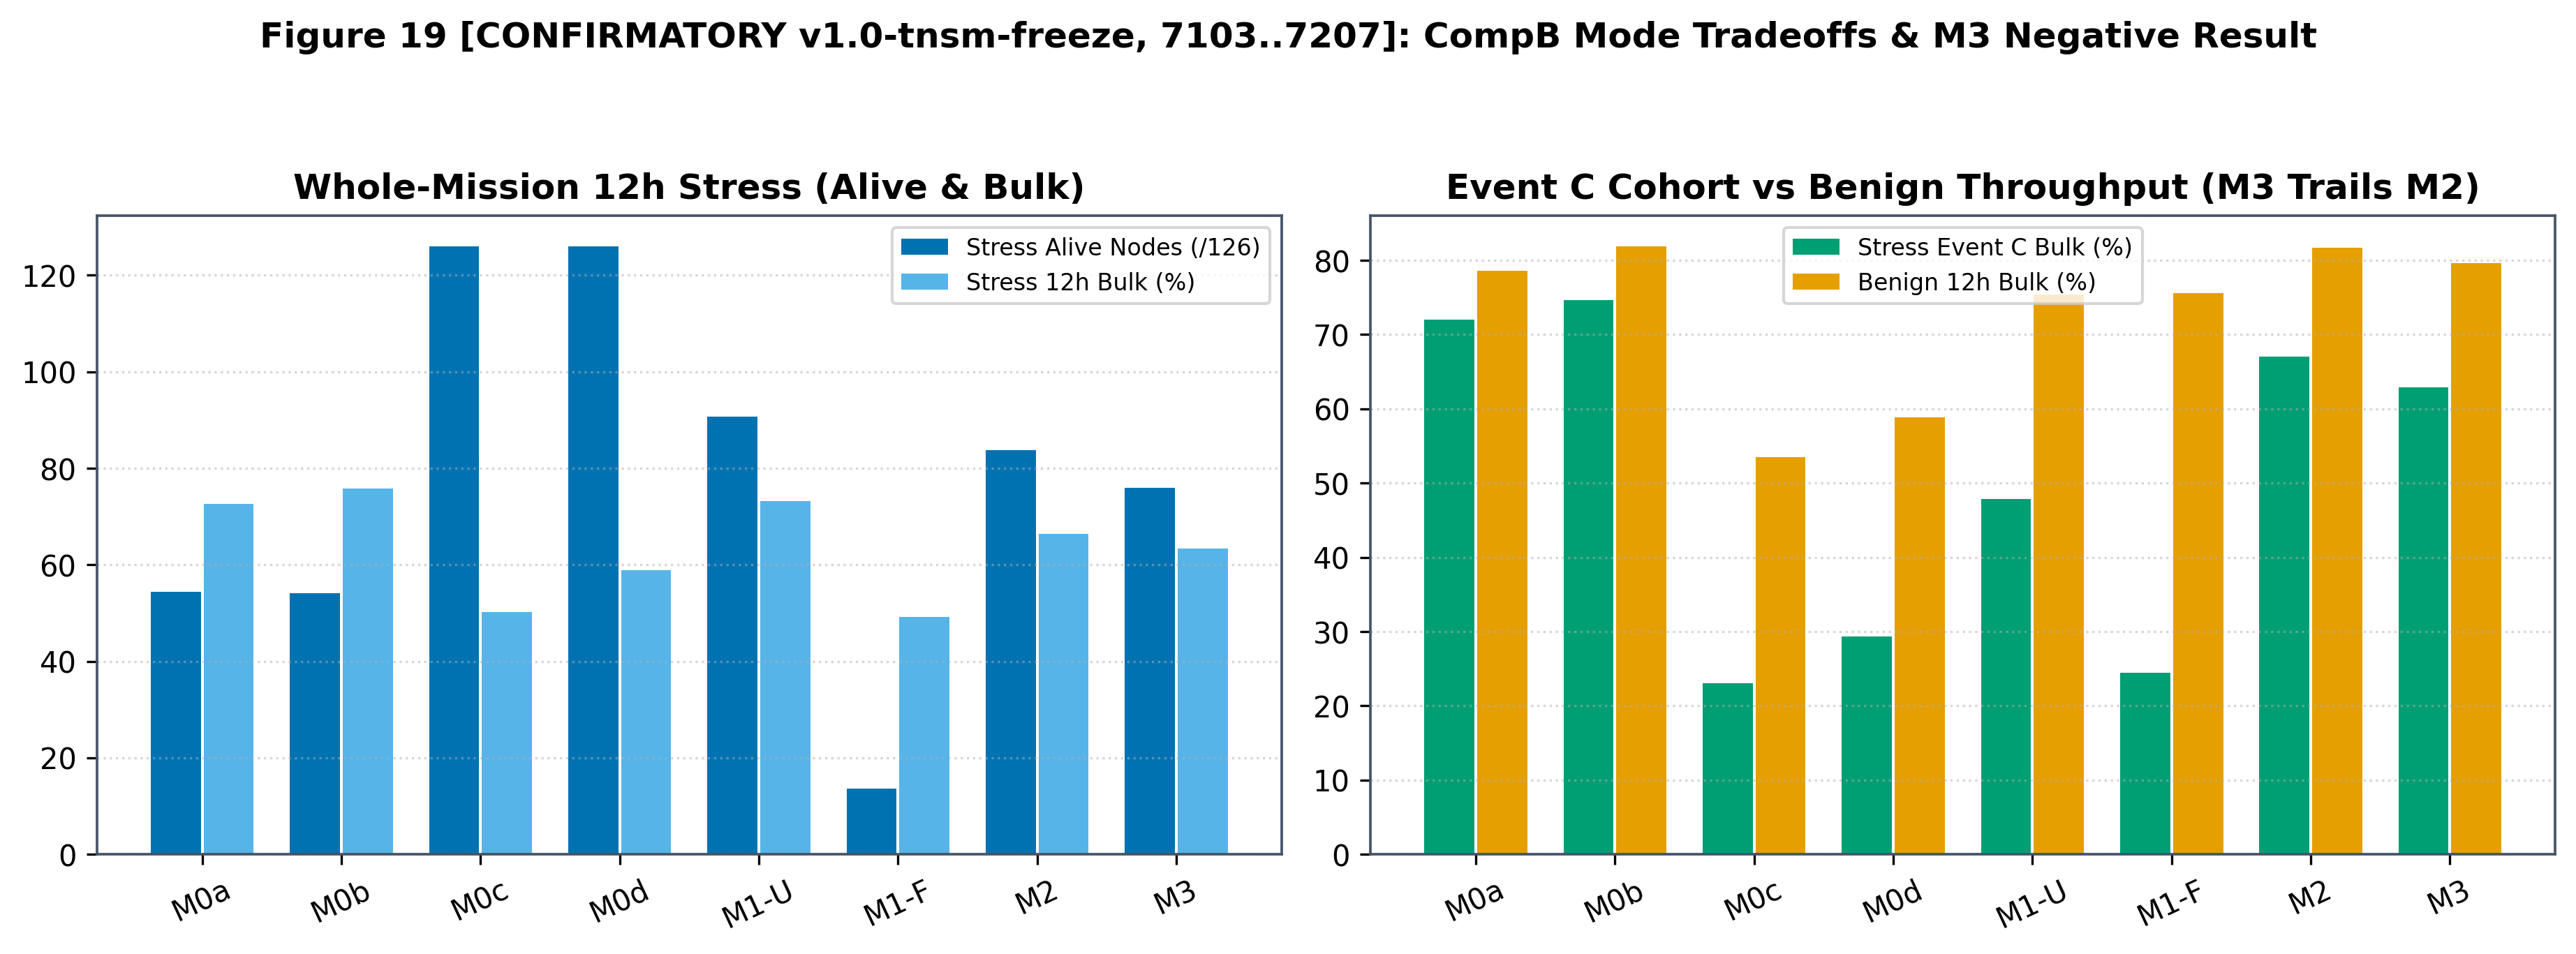 Figure 19 [CONFIRMATORY v1.0-tnsm-freeze, 7103..7207]: CompB Mode Tradeoffs & M3 Negative Result
Whole-Mission 12h Stress (Alive & Bulk)
Stress Alive Nodes (/126)
Stress 12h Bulk (%)
120
100
80
60
40
20
0
M0a
M0b
M0c
M0d
M1-U
M1-F
M2
M3
Event C Cohort vs Benign Throughput (M3 Trails M2)
Stress Event C Bulk (%)
Benign 12h Bulk (%)
80
70
60
50
40
30
20
10
0
M0a
M0b
M0c
M0d
M1-U
M1-F
M2
M3